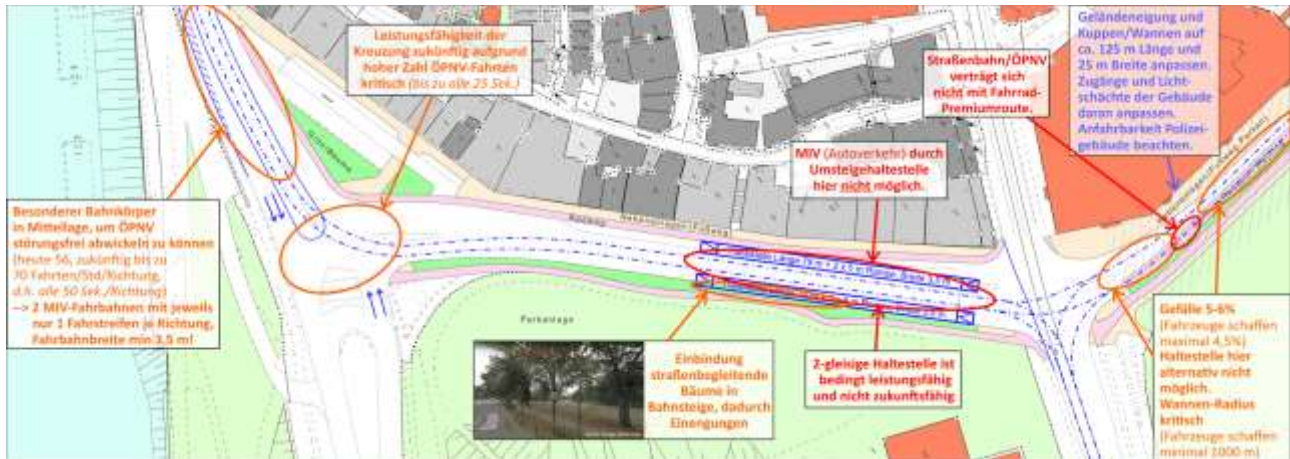 Besonderer Bahnkörper
in Mittellage, um ÖPNV
störungsfrei abwickeln zu können
(heute 56, zukünftig bis zu
70 Fahrten/Std/Richtung,
d.h. alle 50 Sek./Richtung)
--> 2 MIV-Fahrbahnen mit jeweils
nur 1 Fahrstreifen je Richtung,
Fahrbahnbreite min 3,5 m!
Leistungsfähigkeit der
Kreuzung zukünftig aufgrund
hoher Zahl ÖPNV-Fahrten
kritisch (bis zu alle 25 Sek.)
MIV (Autoverkehr) durch
Umsteigehaltestelle
hier nicht möglich.
Straßenbahn/ÖPNV
verträgt sich
nicht mit Fahrrad-
Premiumroute.
Geländeneigung und
Kuppen/Wannen auf
ca. 125 m Länge und
25 m Breite anpassen.
Zugänge und Licht-
schächte der Gebäude
daran anpassen.
Anfahrbarkeit Polizei-
gebäude beachten.
Parkanlage
Einbindung
straßenbegleitende
Bäume in
Bahnsteige, dadurch
Einengungen
2-gleisige Haltestelle ist
bedingt leistungsfähig
und nicht zukunftsfähig
Gefälle 5-6%
(Fahrzeuge schaffen
maximal 4,5%)
Haltestelle hier
alternativ nicht
möglich.
Wannen-Radius
kritisch
(Fahrzeuge schaffen
minimal 1000 m)